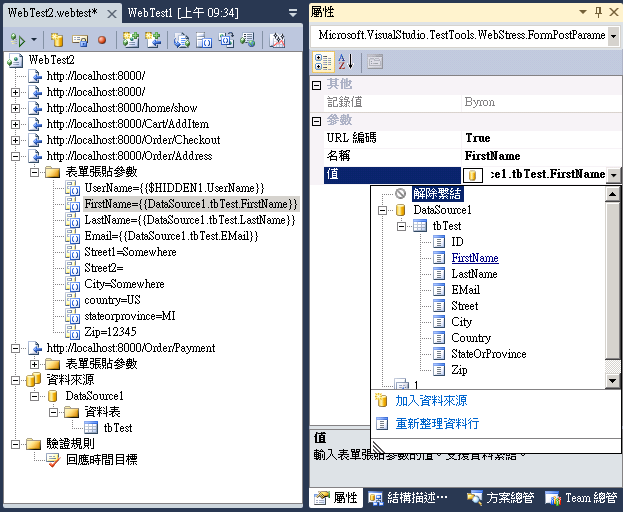 WebTest2.webtest*
WebTest1 [上午 09:34]
WebTest2
http://localhost:8000/
http://localhost:8000/
http://localhost:8000/home/show
http://localhost:8000/Cart/AddItem
http://localhost:8000/Order/Checkout
http://localhost:8000/Order/Address
表單張貼參數
UserName={{$HIDDEN1.UserName}}
FirstName={{DataSource1.tbTest.FirstName}}
LastName={{DataSource1.tbTest.LastName}}
Email={{DataSource1.tbTest.EMail}}
Street1=Somewhere
Street2=
City=Somewhere
country=US
stateorprovince=MI
Zip=12345
http://localhost:8000/Order/Payment
表單張貼參數
資料來源
DataSource1
資料表
tbTest
驗證規則
回應時間目標
屬性
Microsoft.VisualStudio.TestTools.WebStress.FormPostParame
其他
記錄值 Byron
參數
URL 編碼 True
名稱 FirstName
值 :e1.tbTest.FirstName
解除繫結
DataSource1
tbTest
ID
FirstName
LastName
EMail
Street
City
Country
StateOrProvince
Zip
1
加入資料來源
重新整理資料行
值
輸入表單張貼參數的值。支援資料繫結。
屬性
結構描述...
方案總管
Team 總管